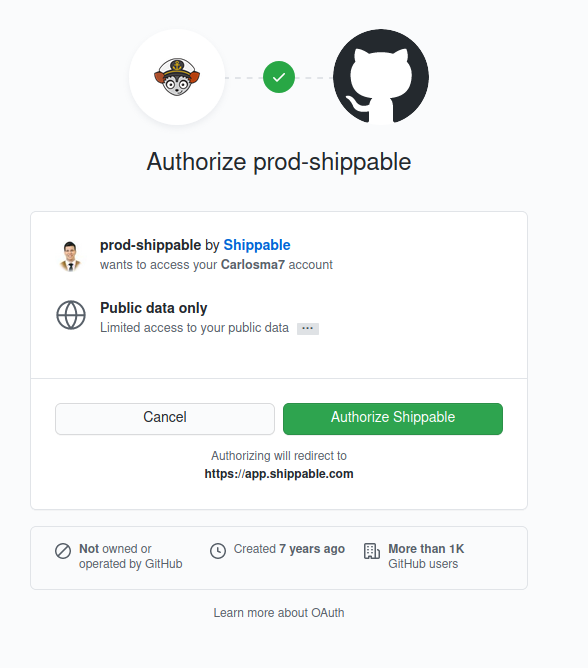 Authorize prod-shippable
prod-shippable by Shippable
wants to access your Carlosma7 account
Public data only
Limited access to your public data ...
Cancel
Authorize Shippable
Authorizing will redirect to
https://app.shippable.com
Not owned or
operated by GitHub
Created 7 years ago
More than 1K
GitHub users
Learn more about OAuth